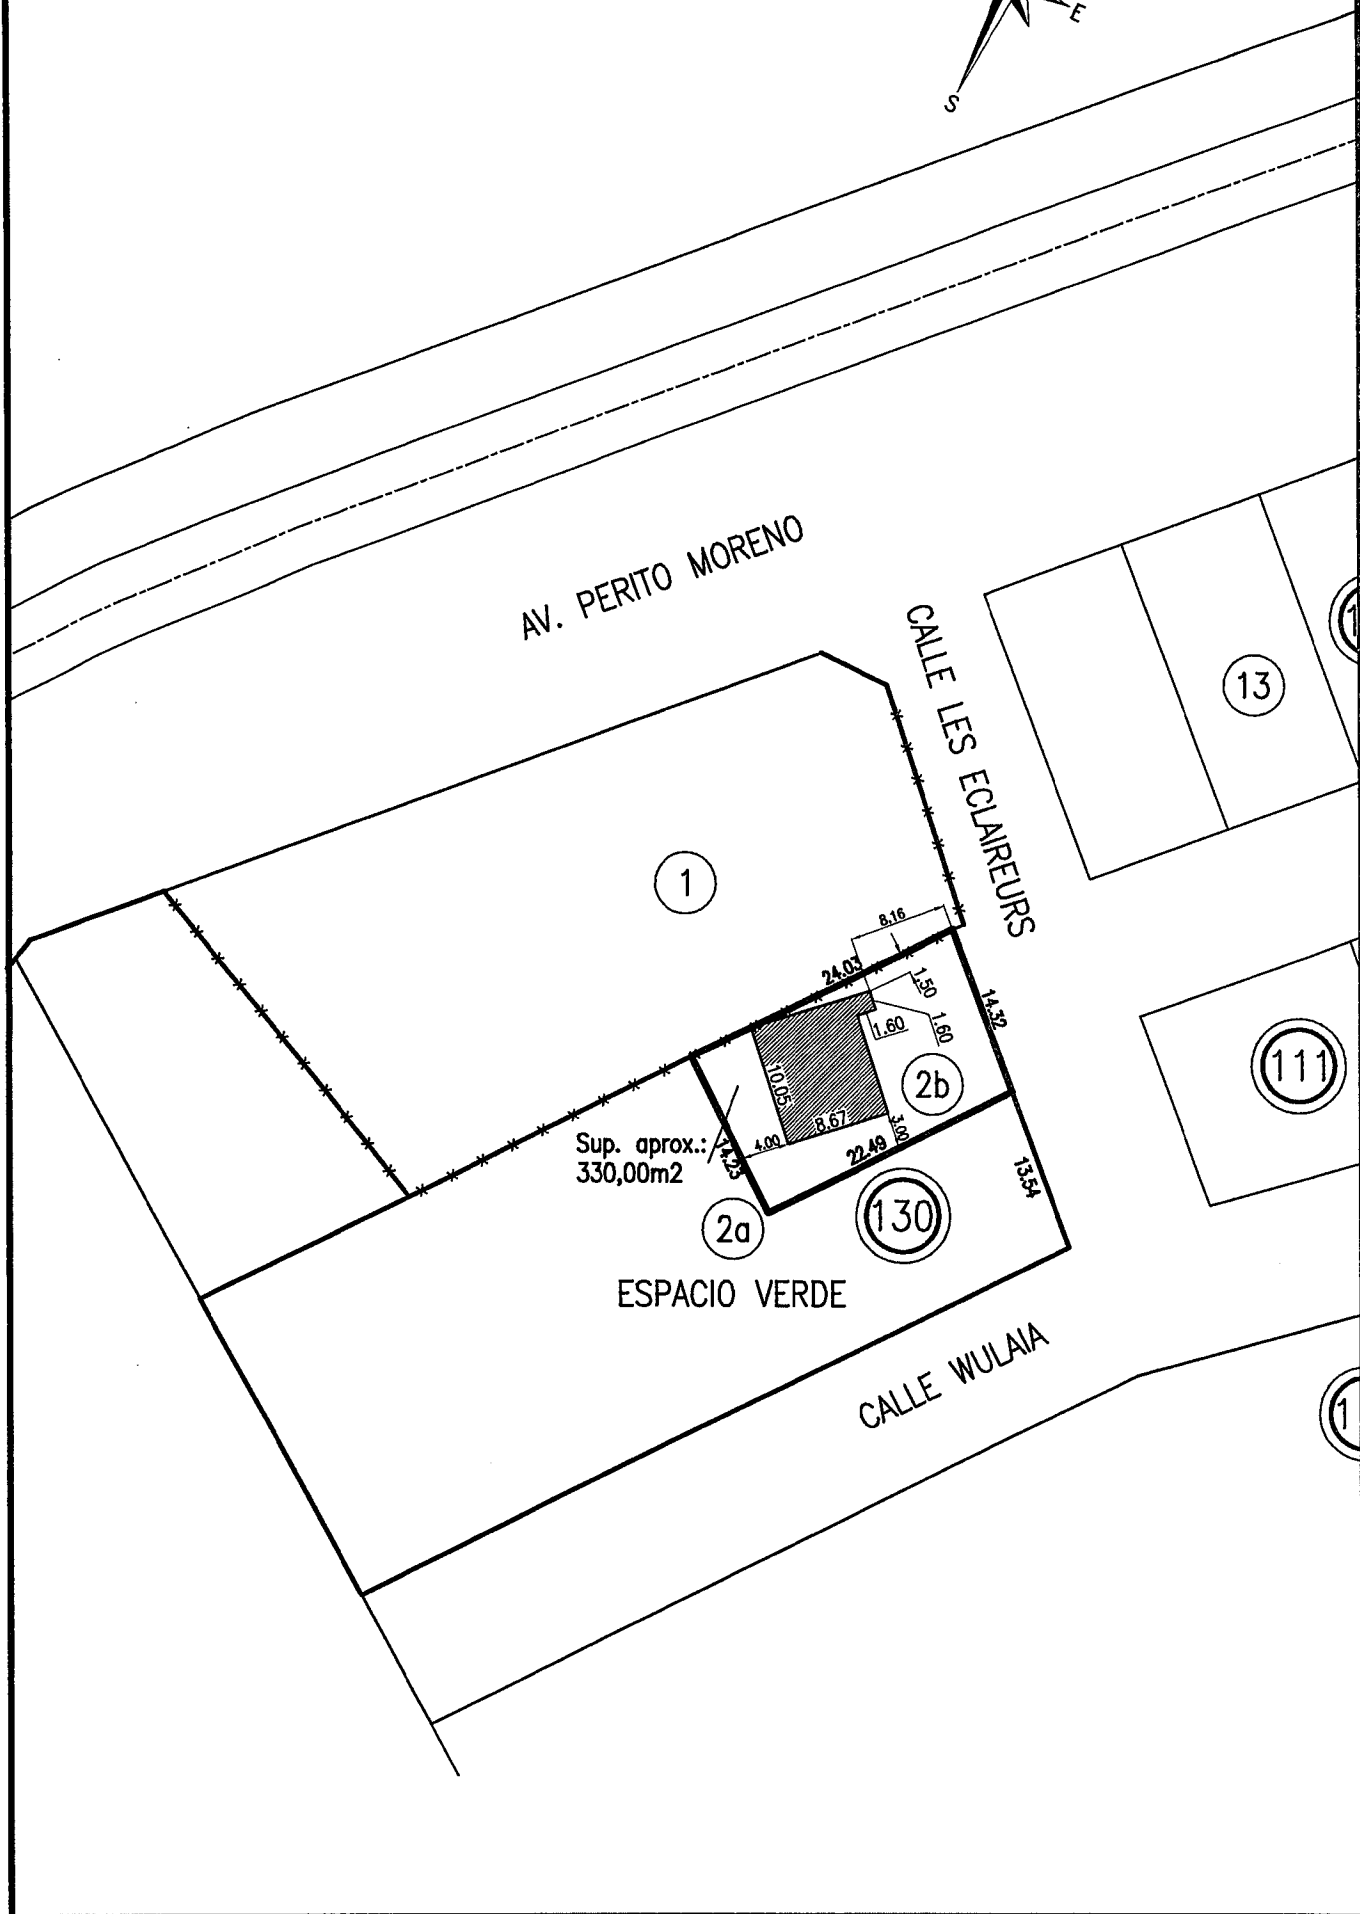 E
S
AV. PERITO MORENO
CALLE LES ECLAIREURS
13
1
8.16
24.03
1.50
1.60
1.60
14.32
2b
111
10.05
8.67
4.00
3.00
Sup. aprox.:
330,00m2
14.23
22.49
13.54
2a
130
ESPACIO VERDE
CALLE WULAIA